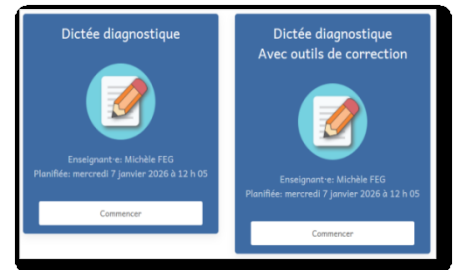 Dictée diagnostique
Enseignant·e: Michèle FEG
Planifiée: mercredi 7 janvier 2026 à 12 h 05
Commencer
Dictée diagnostique
Avec outils de correction
Enseignant·e: Michèle FEG
Planifiée: mercredi 7 janvier 2026 à 12 h 05
Commencer